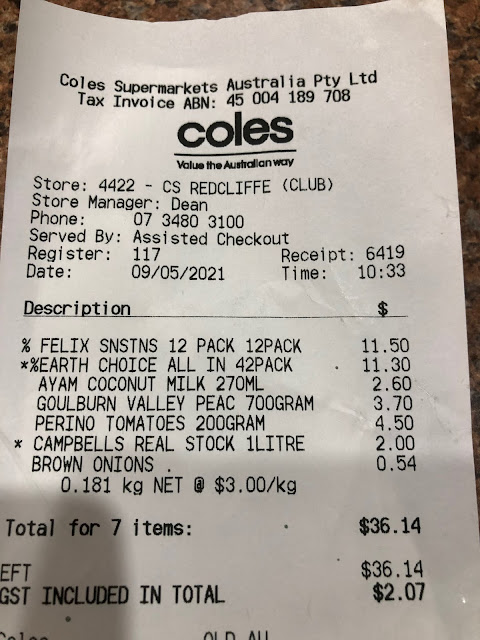 Coles Supermarkets Australia Pty Ltd
Tax Invoice ABN: 45 004 189 708
coles
Value the Australian way
Store: 4422 - CS REDCLIFFE (CLUB)
Store Manager: Dean
Phone: 07 3480 3100
Served By: Assisted Checkout
Register: 117 Receipt: 6419
Date: 09/05/2021 Time: 10:33
Description $
% FELIX SNSTNS 12 PACK 12PACK 11.50
*%EARTH CHOICE ALL IN 42PACK 11.30
AYAM COCONUT MILK 270ML 2.60
GOULBURN VALLEY PEAC 700GRAM 3.70
PERINO TOMATOES 200GRAM 4.50
* CAMPBELLS REAL STOCK 1LITRE 2.00
BROWN ONIONS 0.54
0.181 kg NET @ $3.00/kg
Total for 7 items: $36.14
EFT $36.14
GST INCLUDED IN TOTAL $2.07